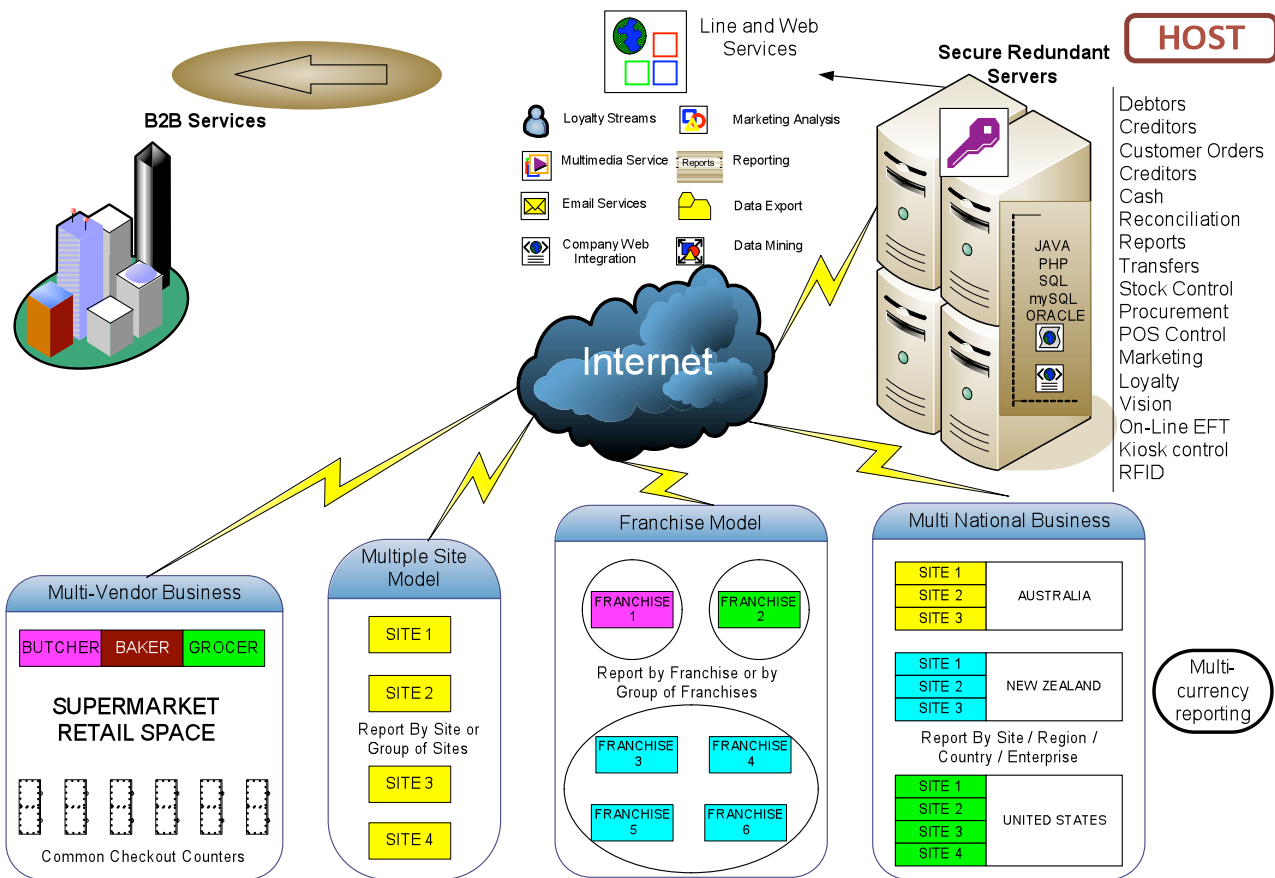 Line and Web
Services
HOST
Secure Redundant
Servers
B2B Services
Loyalty Streams
Marketing Analysis
Multimedia Service
Reports
Reporting
Email Services
Data Export
Company Web
Integration
Data Mining
Debtors
Creditors
Customer Orders
Creditors
Cash
Reconciliation
Reports
Transfers
Stock Control
Procurement
POS Control
Marketing
Loyalty
Vision
On-Line EFT
Kiosk control
RFID
JAVA
PHP
SQL
mySQL
ORACLE
Internet
Multi-Vendor Business
BUTCHER
BAKER
GROCER
SUPERMARKET
RETAIL SPACE
Common Checkout Counters
Multiple Site
Model
SITE 1
SITE 2
Report By Site or
Group of Sites
SITE 3
SITE 4
Franchise Model
FRANCHISE
1
FRANCHISE
2
Report by Franchise or by
Group of Franchises
FRANCHISE
3
FRANCHISE
4
FRANCHISE
5
FRANCHISE
6
Multi National Business
SITE 1
SITE 2
SITE 3
AUSTRALIA
SITE 1
SITE 2
SITE 3
NEW ZEALAND
Report By Site / Region /
Country / Enterprise
SITE 1
SITE 2
SITE 3
SITE 4
UNITED STATES
Multi-
currency
reporting